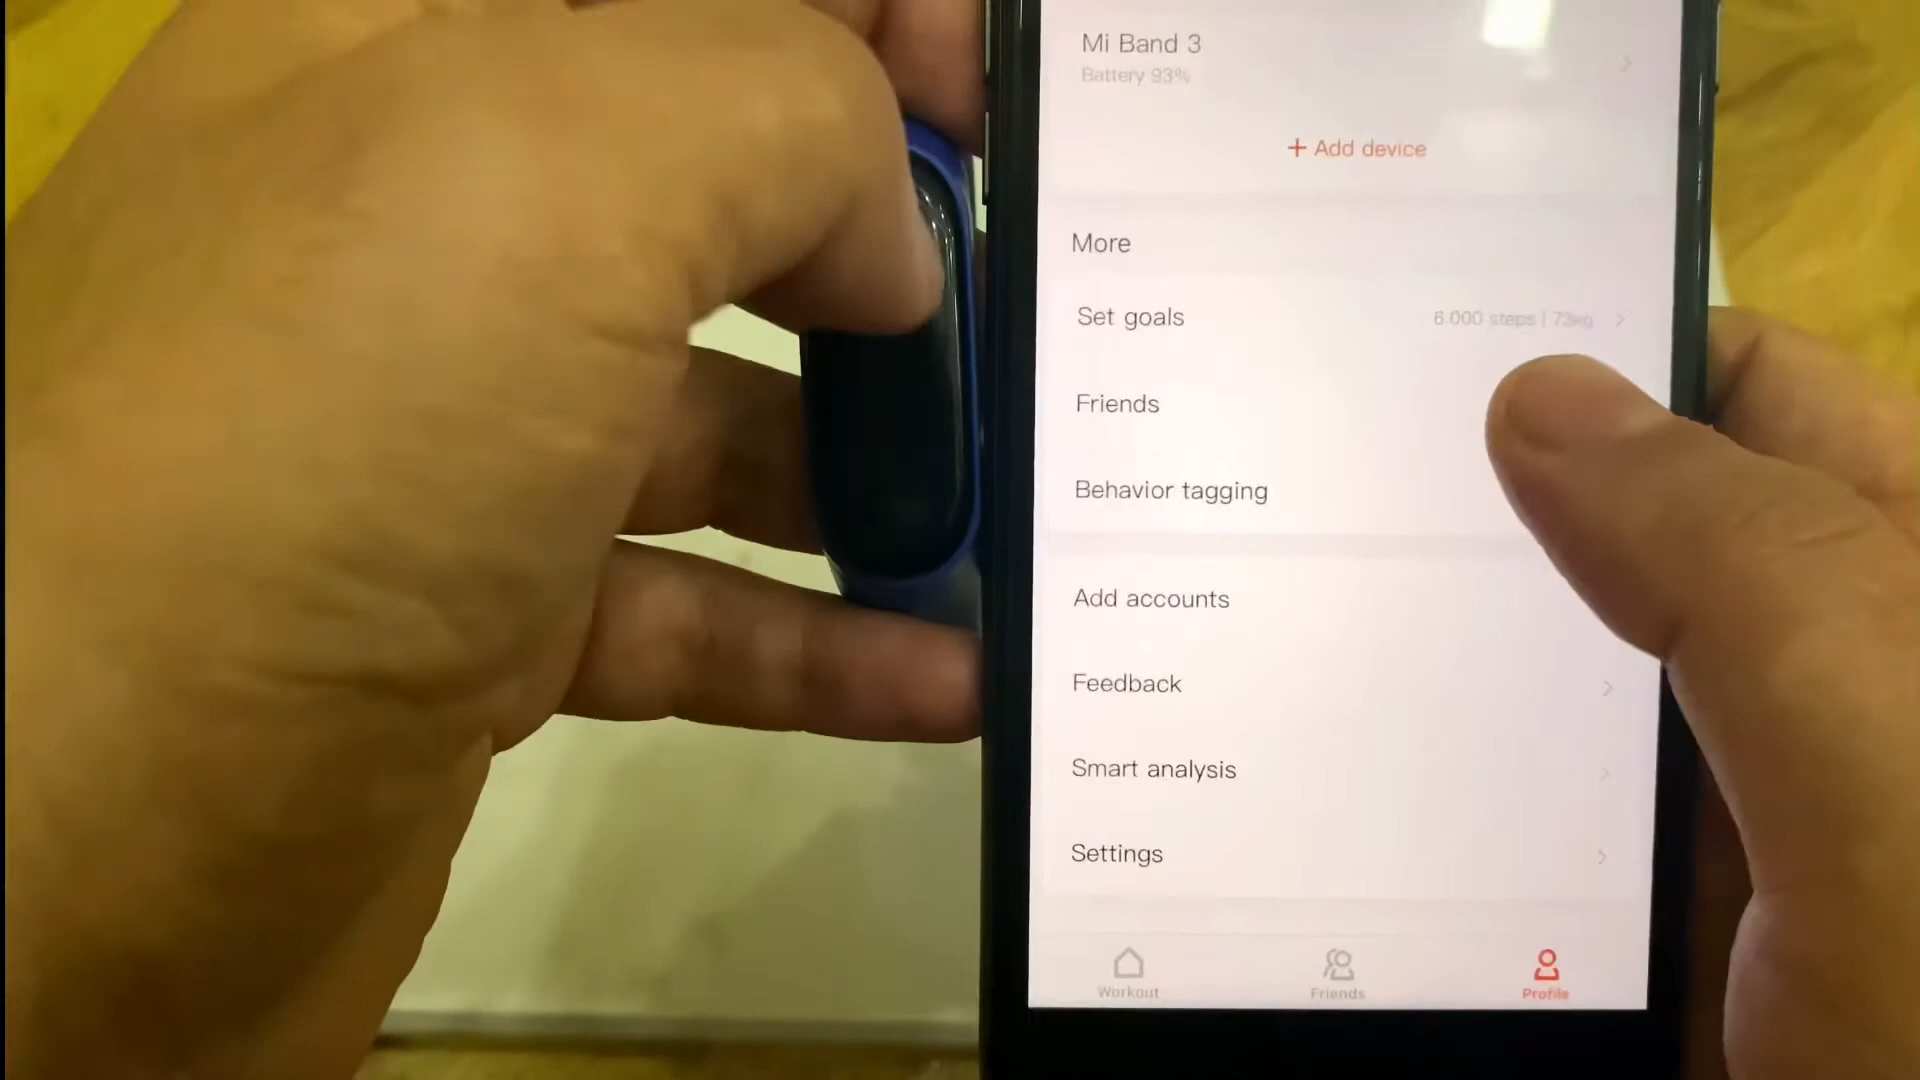 Mi Band 3
Battery 93%
+ Add device
More
Set goals
6.000 steps | 73kg
Friends
Behavior tagging
Add accounts
Feedback
Smart analysis
Settings
Workout
Friends
Profile